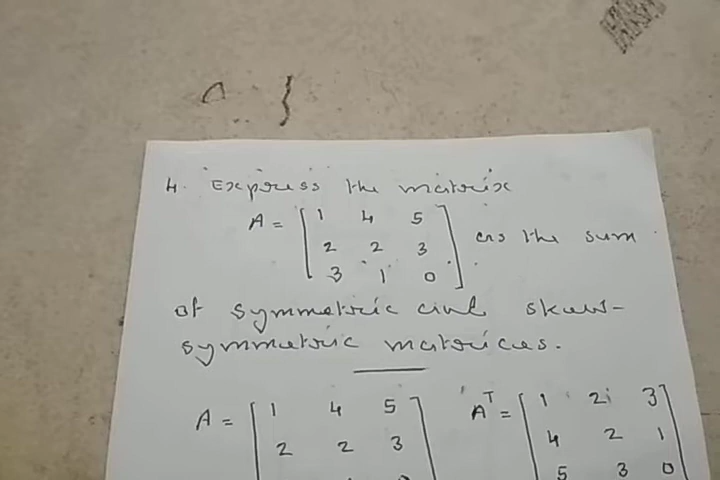 4. Express the matrix
A = [ 1 4 5
2 2 3
3 1 0 ] as the sum
of symmetric and skew-
symmetric matrices.
A = [ 1 4 5
2 2 3
Aᵀ = [ 1 2 3
4 2 1
5 3 0